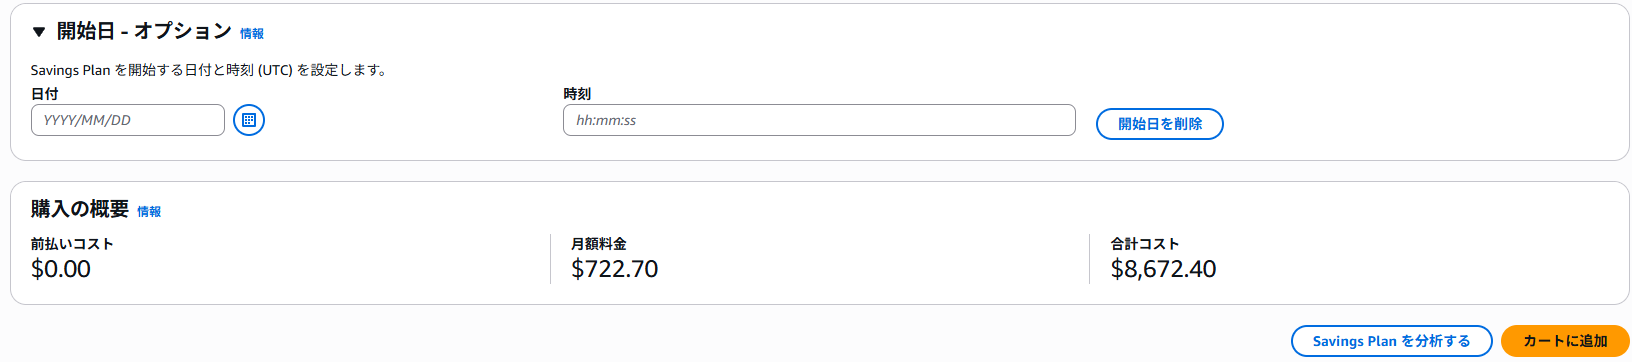 開始日 - オプション 情報
Savings Plan を開始する日付と時刻 (UTC) を設定します。
日付 時刻
YYYY/MM/DD hh:mm:ss 開始日を削除
購入の概要 情報
前払いコスト 月額料金 合計コスト
$0.00 $722.70 $8,672.40
Savings Plan を分析する カートに追加